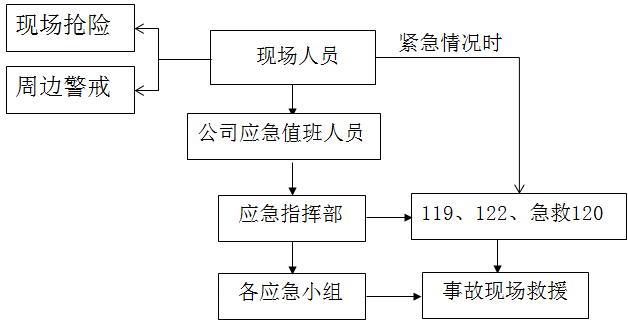 现场抢险
周边警戒
现场人员
紧急情况时
公司应急值班人员
应急指挥部
119、122、急救120
各应急小组
事故现场救援